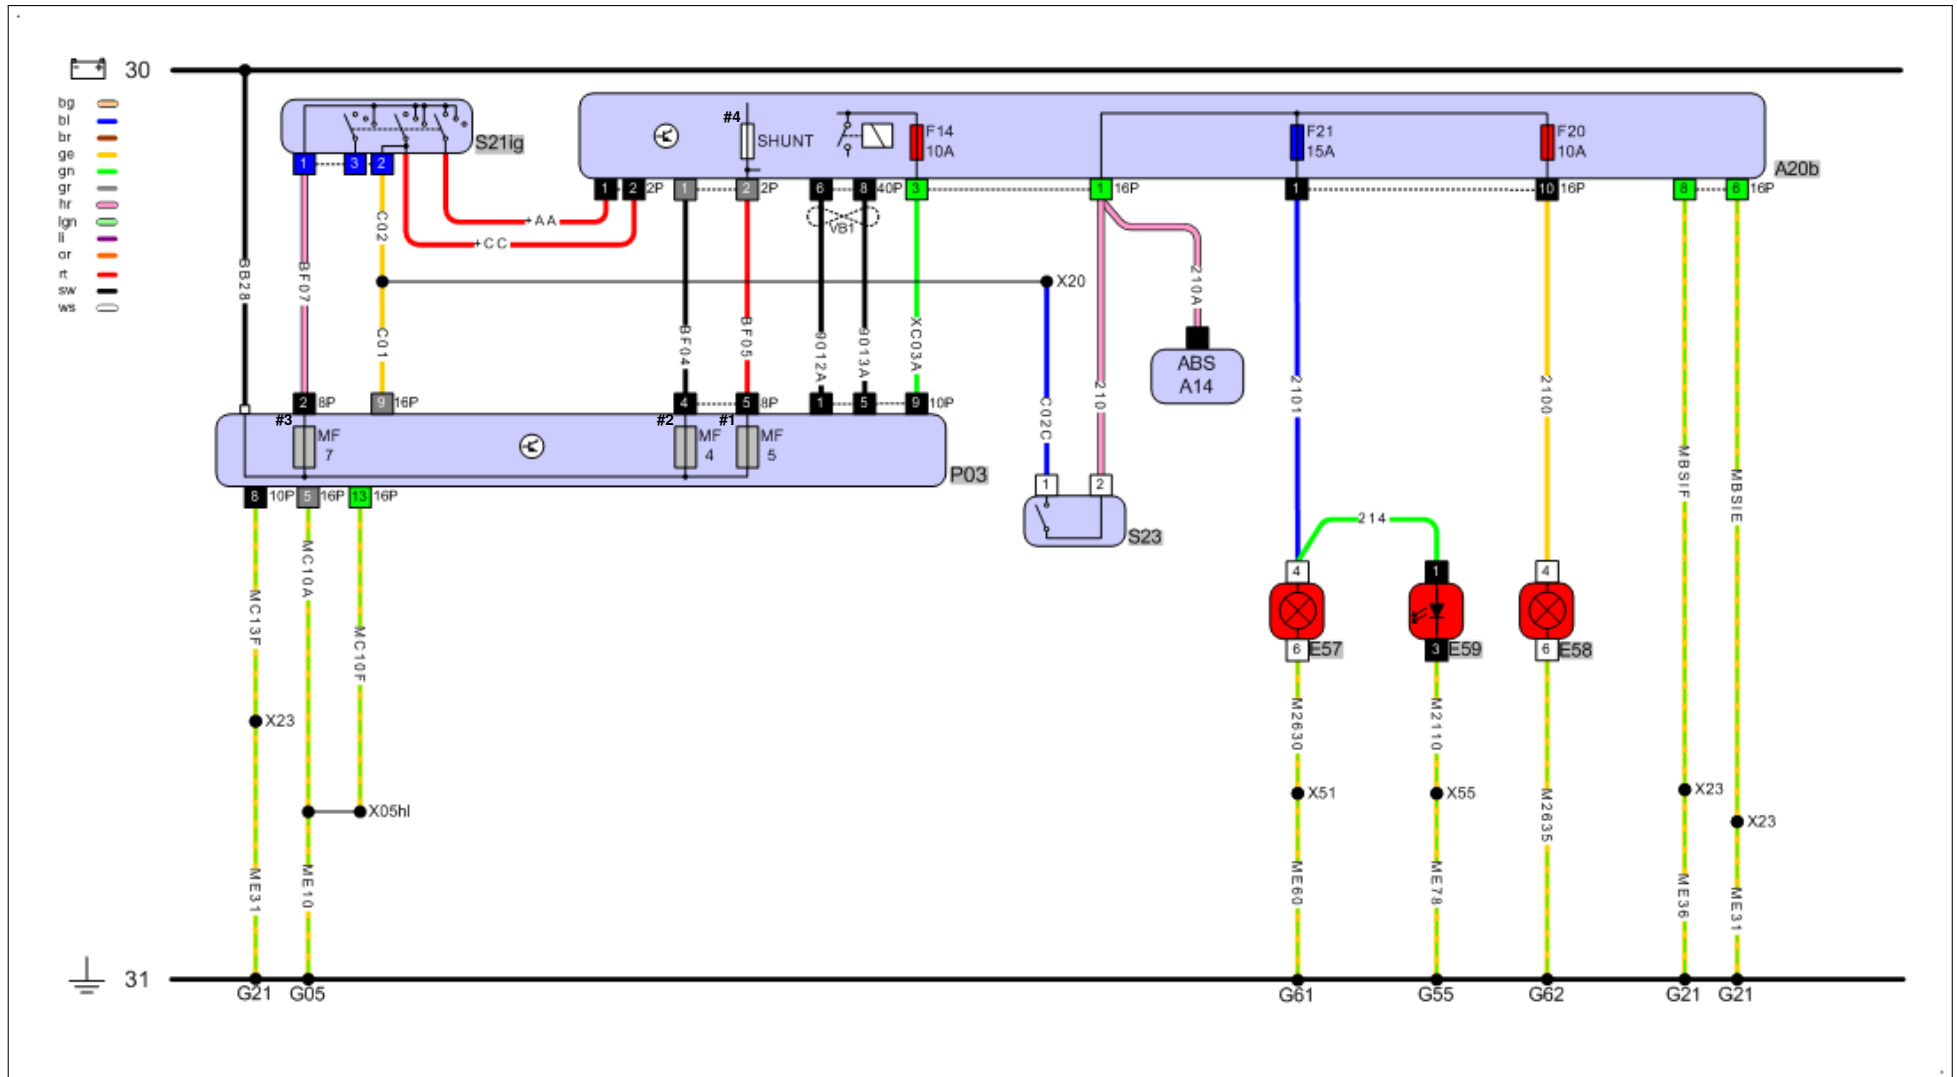 30
bg
bl
br
ge
gn
gr
hr
lgn
li
or
rt
sw
ws
S21ig
1 3 2
#4
SHUNT
F14
10A
F21
15A
F20
10A
A20b
1 2 2P 1 2 2P 6 8 40P 3 1 16P 1 10 16P 8 6 16P
VB1
+AA
+CC
C02
BB28
BF07
C01
BF04
BF05
9012A
9013A
XC03A
X20
210A
ABS
A14
C02C
210
2101
2100
MBSIF
MBSIE
2 8P 9 16P 4 5 8P 1 5 9 10P
#3
MF
7
#2
MF
4
#1
MF
5
P03
8 10P 5 16P 13 16P
1 2
S23
214
4 1 4
6 E57 3 E59 6 E58
MC13F
MC10A
MC10F
M2630
M2110
M2635
X23
X05hl
X51
X55
X23
X23
ME31
ME10
ME60
ME78
ME36
ME31
31
G21 G05 G61 G55 G62 G21 G21